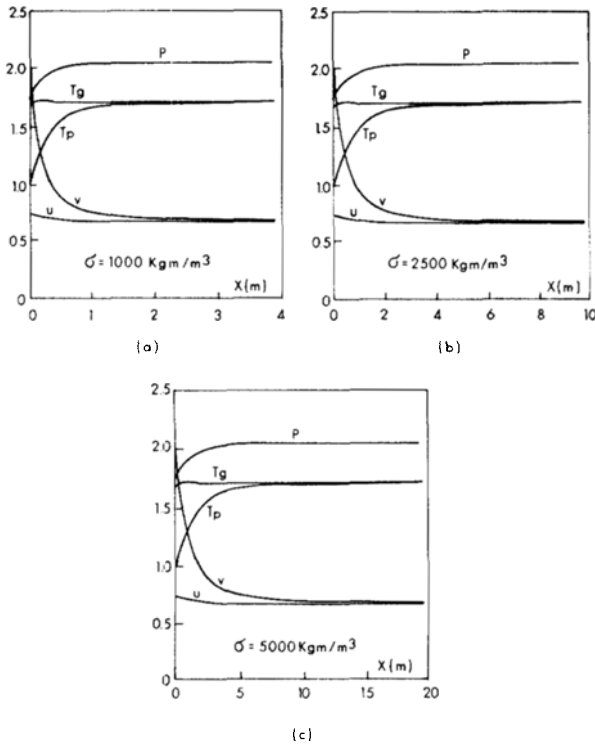 2.5
2.0
1.5
1.0
0.5
0
P
Tg
Tp
v
u
σ = 1000 Kgm/m³
X(m)
0 1 2 3 4
(a)
2.5
2.0
1.5
1.0
0.5
0
P
Tg
Tp
v
u
σ = 2500 Kgm/m³
X(m)
0 2 4 6 8 10
(b)
2.5
2.0
1.5
1.0
0.5
0
P
Tg
Tp
v
u
σ = 5000 Kgm/m³
X(m)
0 5 10 15 20
(c)